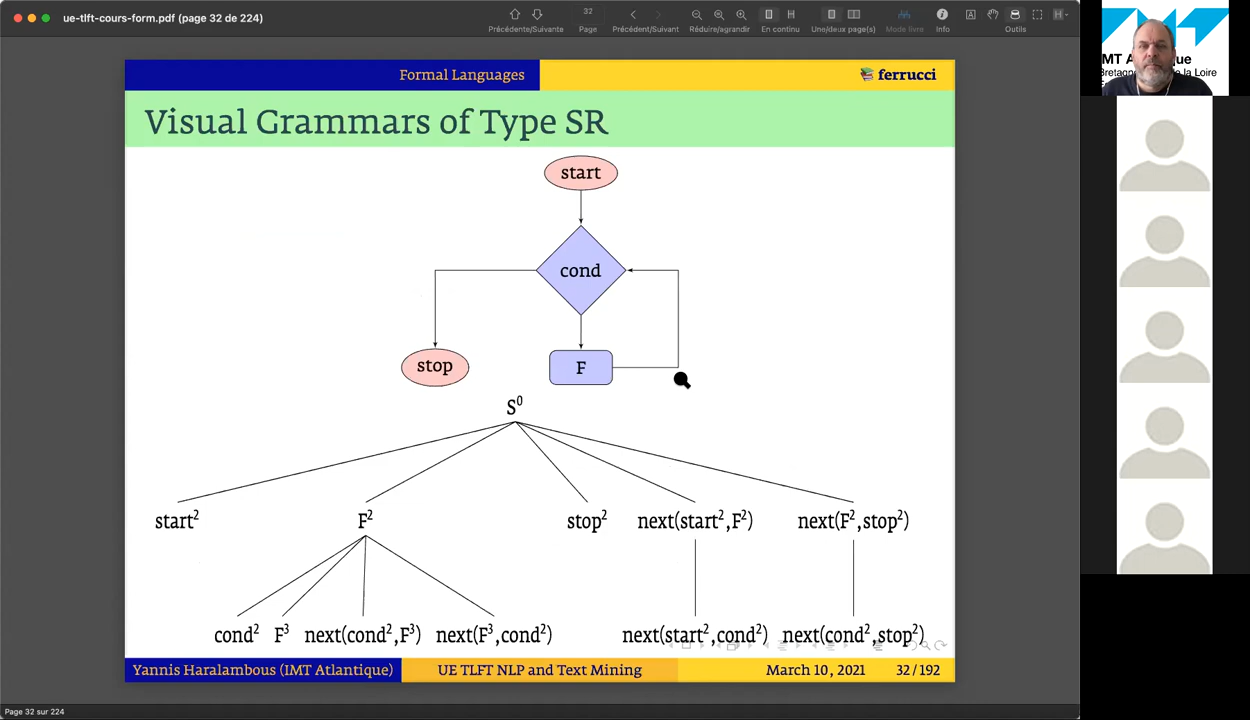 ue-tlft-cours-form.pdf (page 32 de 224)
32
Précédente/Suivante
Page
Précédent/Suivant
Réduire/agrandir
En continu
Une/deux page(s)
Mode livre
Info
Outils
Formal Languages
ferrucci
Visual Grammars of Type SR
start
cond
stop
F
S⁰
start² F² stop² next(start²,F²) next(F²,stop²)
cond² F³ next(cond²,F³) next(F³,cond²) next(start²,cond²) next(cond²,stop²)
Yannis Haralambous (IMT Atlantique) UE TLFT NLP and Text Mining March 10, 2021 32/192
Page 32 sur 224